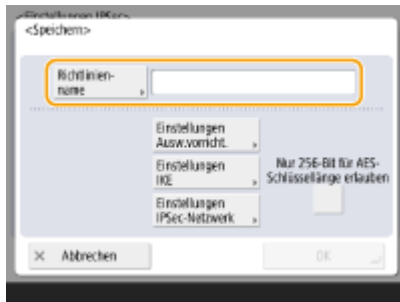 <Einstellungen IPSec>
<Speichern>
Richtlinien-
name
Einstellungen
Ausw.vorricht.
Einstellungen
IKE
Nur 256-Bit für AES-
Schlüssellänge erlauben
Einstellungen
IPSec-Netzwerk
× Abbrechen
OK